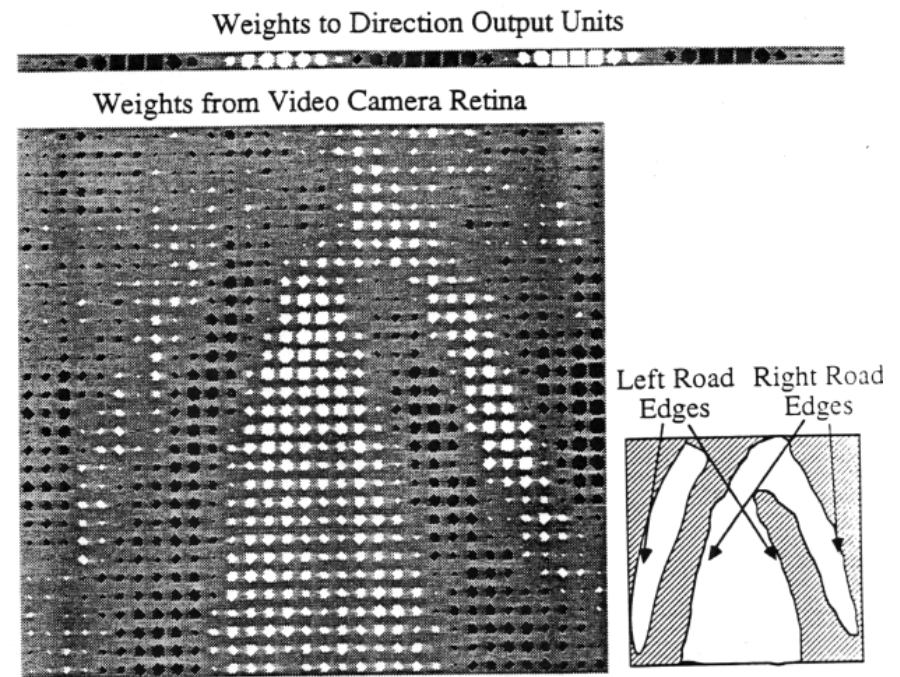 Weights to Direction Output Units
Weights from Video Camera Retina
Left Road Right Road
Edges Edges